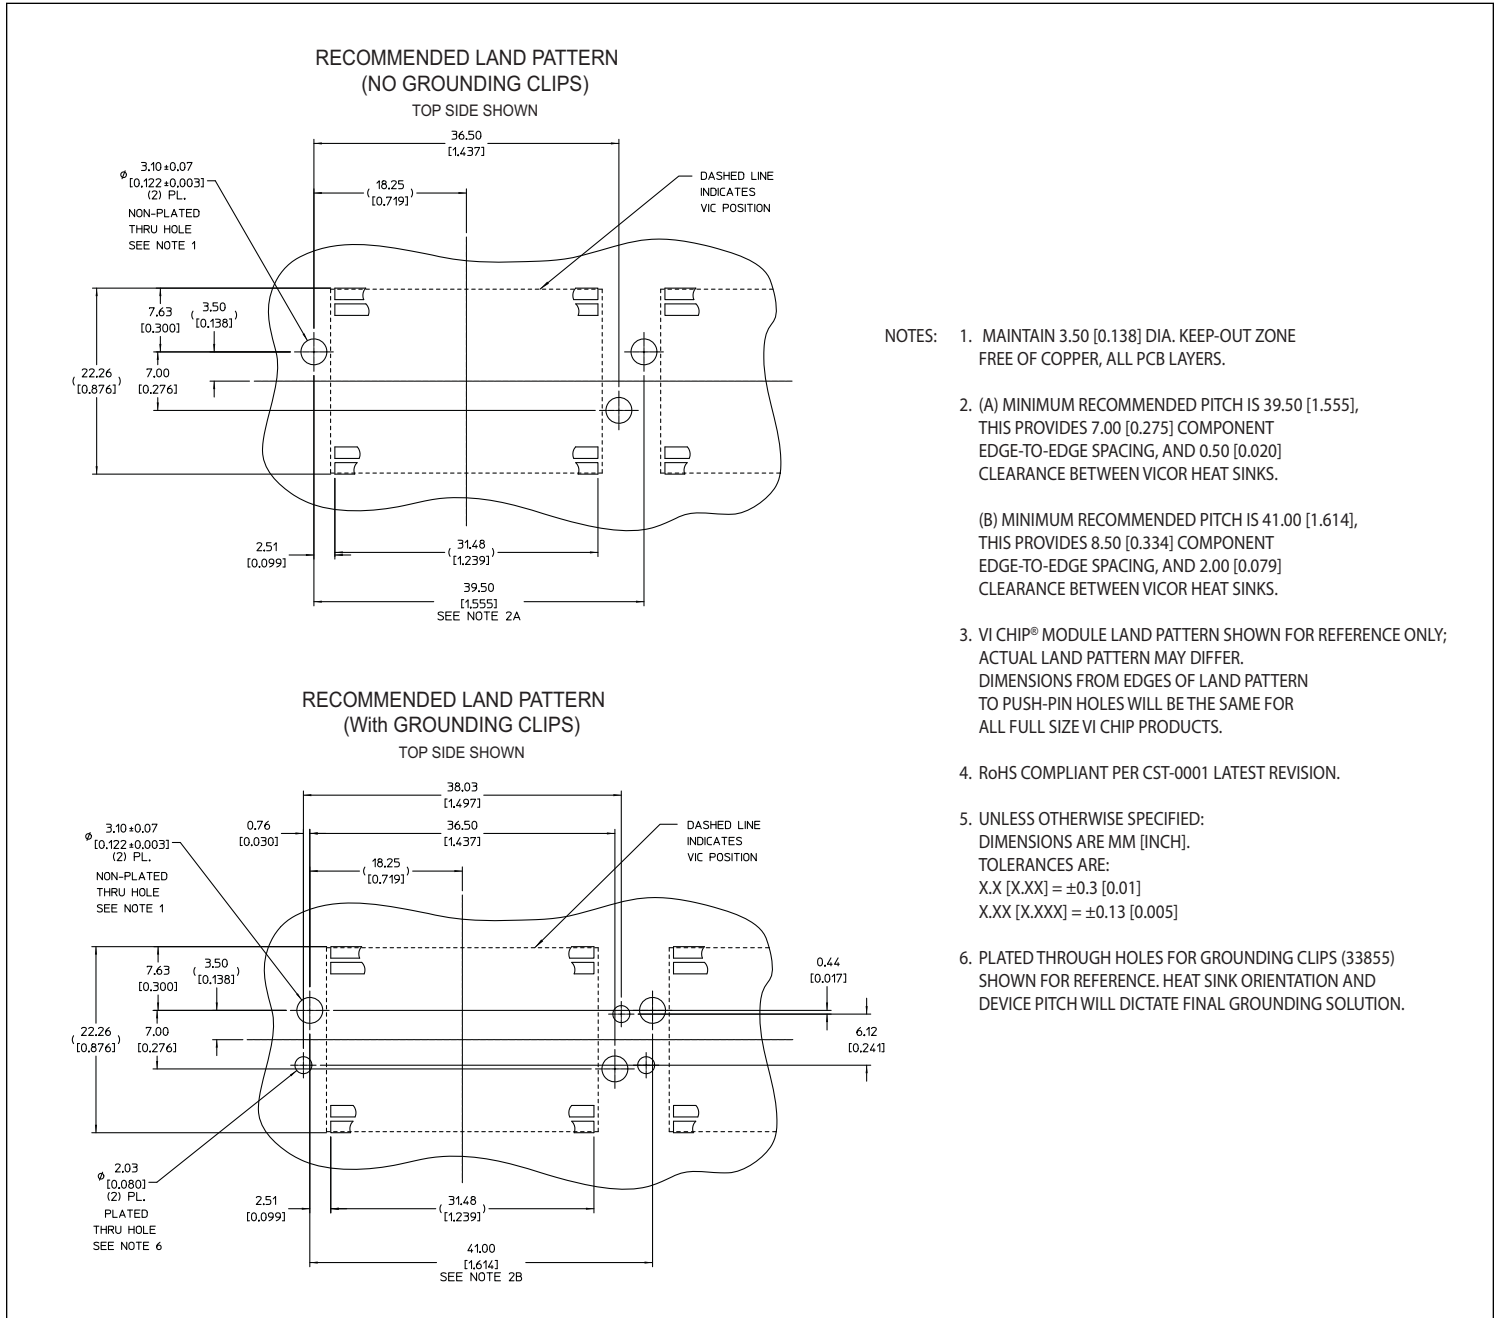 RECOMMENDED LAND PATTERN
(NO GROUNDING CLIPS)
TOP SIDE SHOWN
36.50
[1.437]
ø 3.10±0.07
[0.122±0.003]
(2) PL.
NON-PLATED
THRU HOLE
SEE NOTE 1
(18.25
[0.719])
DASHED LINE
INDICATES
VIC POSITION
7.63
[0.300]
(3.50
[0.138])
(22.26
[0.876])
7.00
[0.276]
2.51
[0.099]
(31.48
[1.239])
39.50
[1.555]
SEE NOTE 2A
RECOMMENDED LAND PATTERN
(With GROUNDING CLIPS)
TOP SIDE SHOWN
38.03
[1.497]
ø 3.10±0.07
[0.122±0.003]
(2) PL.
NON-PLATED
THRU HOLE
SEE NOTE 1
0.76
[0.030]
36.50
[1.437]
(18.25
[0.719])
DASHED LINE
INDICATES
VIC POSITION
7.63
[0.300]
(3.50
[0.138])
0.44
[0.017]
(22.26
[0.876])
7.00
[0.276]
6.12
[0.241]
ø 2.03
[0.080]
(2) PL.
PLATED
THRU HOLE
SEE NOTE 6
2.51
[0.099]
(31.48
[1.239])
41.00
[1.614]
SEE NOTE 2B
NOTES: 1. MAINTAIN 3.50 [0.138] DIA. KEEP-OUT ZONE
FREE OF COPPER, ALL PCB LAYERS.
2. (A) MINIMUM RECOMMENDED PITCH IS 39.50 [1.555],
THIS PROVIDES 7.00 [0.275] COMPONENT
EDGE-TO-EDGE SPACING, AND 0.50 [0.020]
CLEARANCE BETWEEN VICOR HEAT SINKS.
(B) MINIMUM RECOMMENDED PITCH IS 41.00 [1.614],
THIS PROVIDES 8.50 [0.334] COMPONENT
EDGE-TO-EDGE SPACING, AND 2.00 [0.079]
CLEARANCE BETWEEN VICOR HEAT SINKS.
3. VI CHIP® MODULE LAND PATTERN SHOWN FOR REFERENCE ONLY;
ACTUAL LAND PATTERN MAY DIFFER.
DIMENSIONS FROM EDGES OF LAND PATTERN
TO PUSH-PIN HOLES WILL BE THE SAME FOR
ALL FULL SIZE VI CHIP PRODUCTS.
4. RoHS COMPLIANT PER CST-0001 LATEST REVISION.
5. UNLESS OTHERWISE SPECIFIED:
DIMENSIONS ARE MM [INCH].
TOLERANCES ARE:
X.X [X.XX] = ±0.3 [0.01]
X.XX [X.XXX] = ±0.13 [0.005]
6. PLATED THROUGH HOLES FOR GROUNDING CLIPS (33855)
SHOWN FOR REFERENCE. HEAT SINK ORIENTATION AND
DEVICE PITCH WILL DICTATE FINAL GROUNDING SOLUTION.